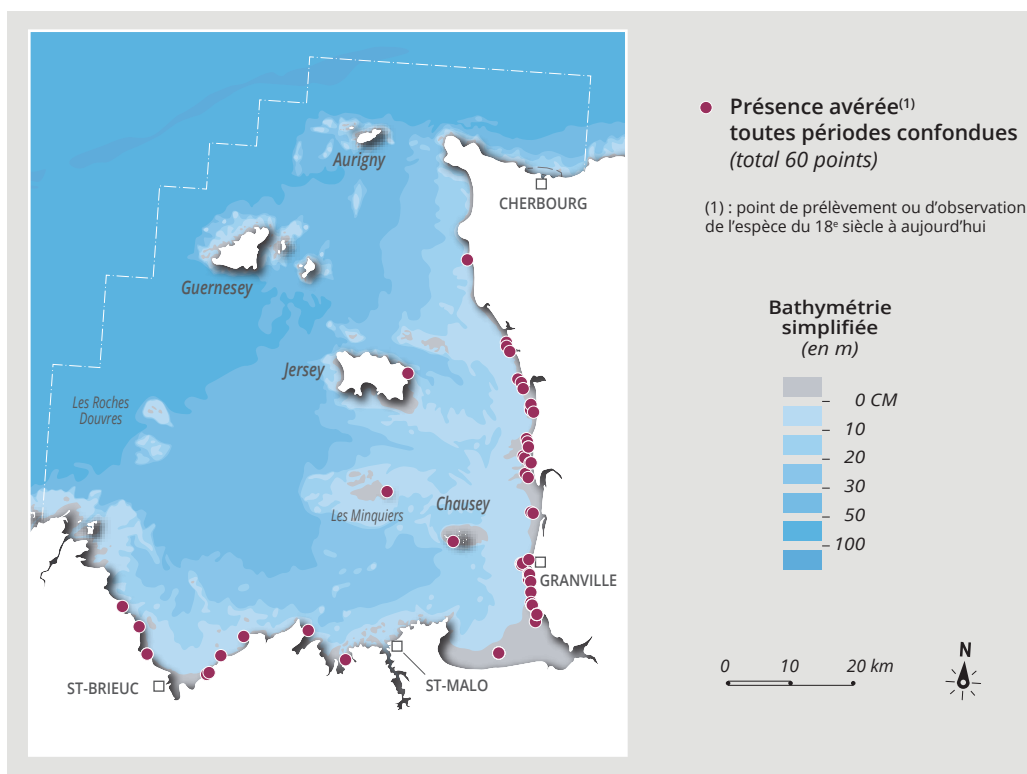 Aurigny
CHERBOURG
Guernesey
Jersey
Les Roches
Douvres
Les Minquiers
Chausey
GRANVILLE
ST-BRIEUC
ST-MALO
Présence avérée(1)
toutes périodes confondues
(total 60 points)
(1) : point de prélèvement ou d'observation
de l'espèce du 18e siècle à aujourd'hui
Bathymétrie
simplifiée
(en m)
0 CM
10
20
30
50
100
0 10 20 km
N